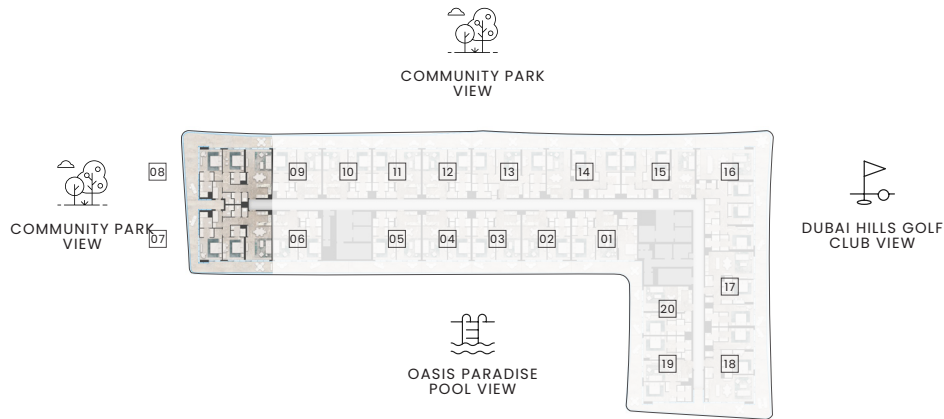 COMMUNITY PARK
VIEW
08
09
10
11
12
13
14
15
16
COMMUNITY PARK
VIEW
07
06
05
04
03
02
01
DUBAI HILLS GOLF
CLUB VIEW
17
20
19
18
OASIS PARADISE
POOL VIEW